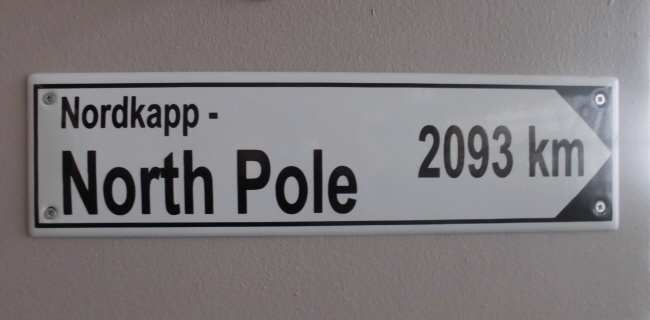 Nordkapp -
North Pole
2093 km